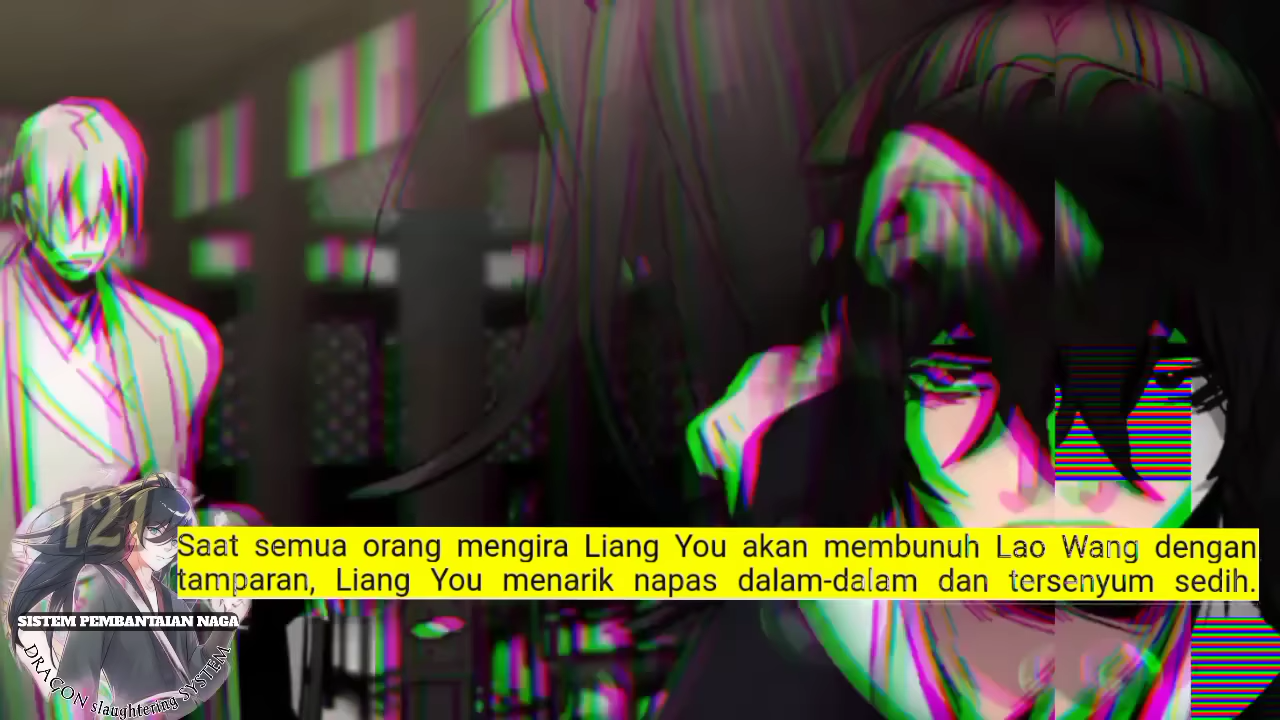 Saat semua orang mengira Liang You akan membunuh Lao Wang dengan
tamparan, Liang You menarik napas dalam-dalam dan tersenyum sedih.
121
SISTEM PEMBANTAIAN NAGA
DRAGON slaughtering SYSTEM